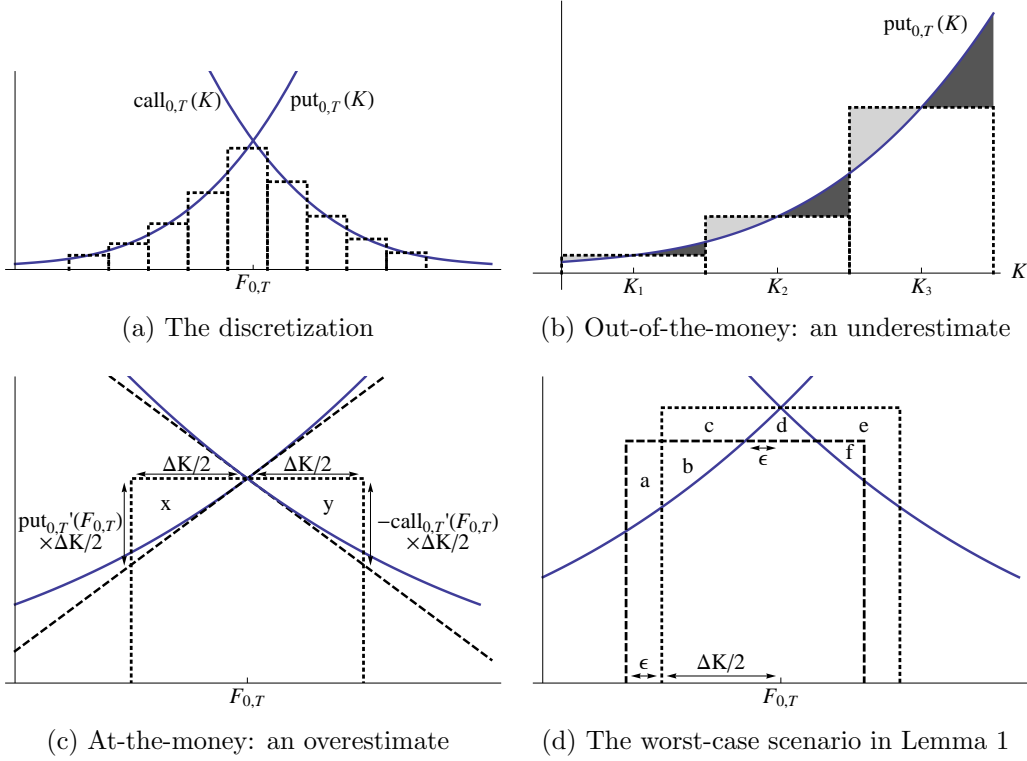 call0,T(K)
put0,T(K)
F0,T
(a) The discretization
put0,T(K)
K1
K2
K3
K
(b) Out-of-the-money: an underestimate
ΔK/2
ΔK/2
x
y
put0,T'(F0,T)
×ΔK/2
−call0,T'(F0,T)
×ΔK/2
F0,T
(c) At-the-money: an overestimate
c
d
e
ϵ
f
b
a
ϵ
ΔK/2
F0,T
(d) The worst-case scenario in Lemma 1